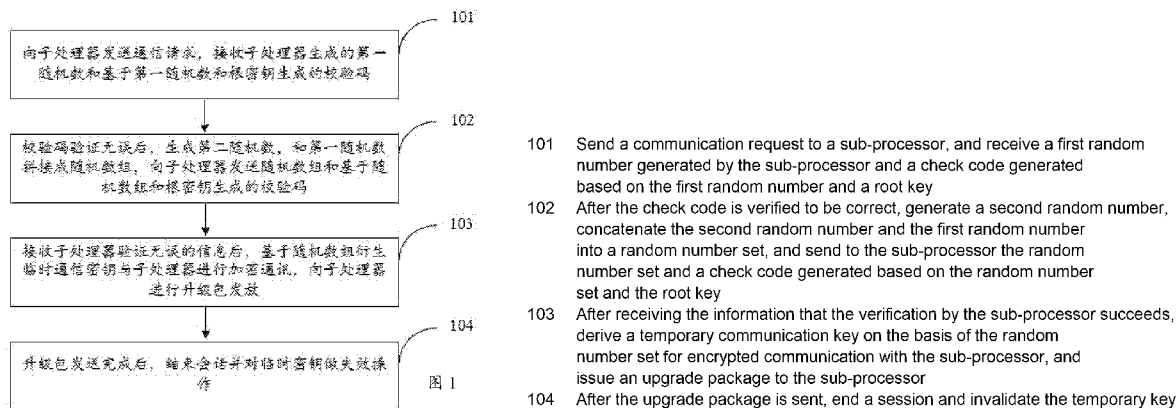 101
向子处理器发送通信请求，接收子处理器生成的第一
随机数和基于第一随机数和根密钥生成的校验码
102
校验码验证无误后，生成第二随机数，和第一随机数
拼接成随机数组，向子处理器发送随机数组和基于随
机数组和根密钥生成的校验码
103
接收子处理器验证无误的信息后，基于随机数组衍生
临时通信密钥与子处理器进行加密通讯，向子处理器
进行升级包发放
104
升级包发送完成后，结束会话并对临时密钥做失效操
作
图 1
101 Send a communication request to a sub-processor, and receive a first random
number generated by the sub-processor and a check code generated
based on the first random number and a root key
102 After the check code is verified to be correct, generate a second random number,
concatenate the second random number and the first random number
into a random number set, and send to the sub-processor the random
number set and a check code generated based on the random number
set and the root key
103 After receiving the information that the verification by the sub-processor succeeds,
derive a temporary communication key on the basis of the random
number set for encrypted communication with the sub-processor, and
issue an upgrade package to the sub-processor
104 After the upgrade package is sent, end a session and invalidate the temporary key